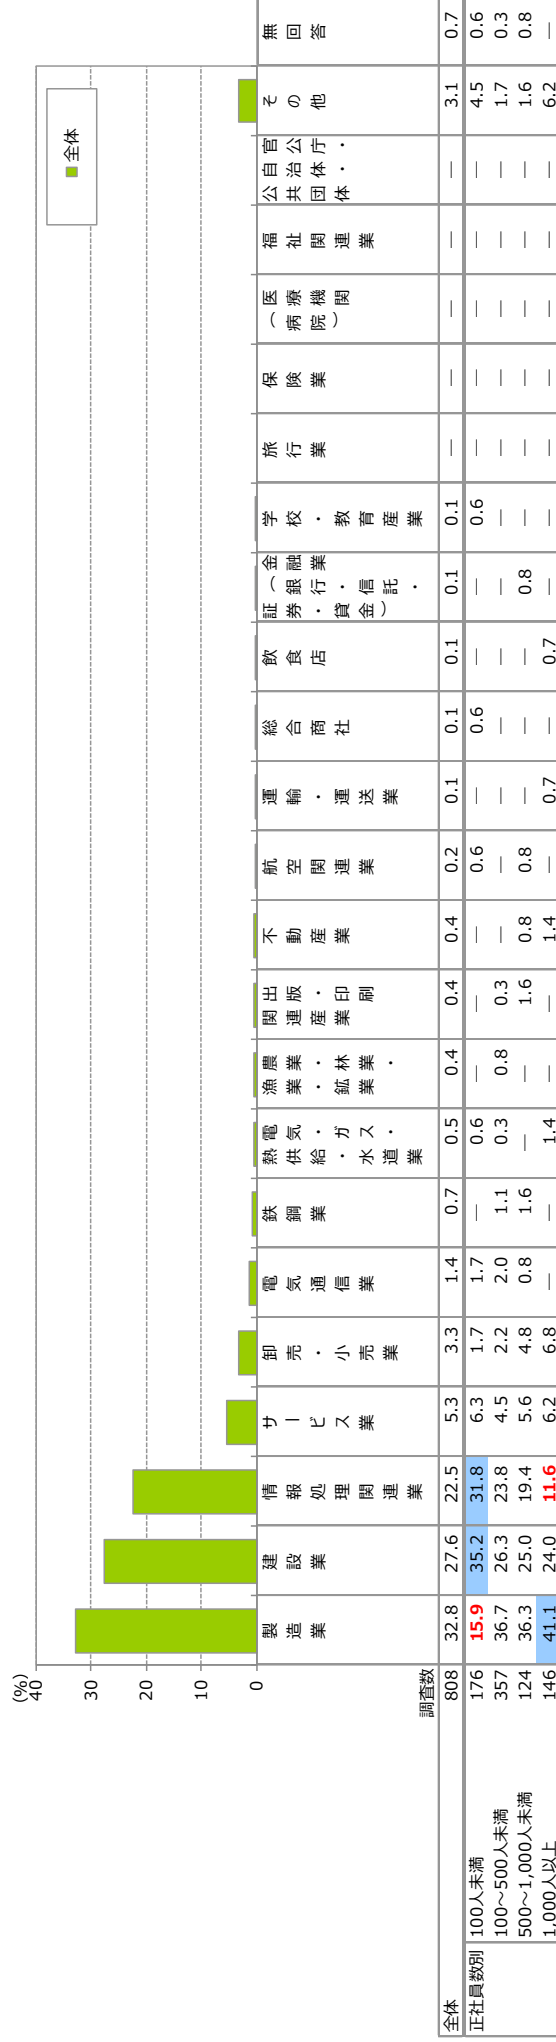 (%)
40
30
20
10
0
全体
調査数
製造業
建設業
情報処理関連業
サービス業
卸売・小売業
電気通信業
鉄鋼業
電気・ガス・
熱供給・水道業
農業・林業・
漁業・鉱業
出版・印刷
関連産業
不動産業
航空関連業
運輸・運送業
総合商社
飲食店
金融業
(銀行・信託・
証券・貸金)
学校・教育産業
旅行業
保険業
医療機関
(病院)
福祉関連業
官公庁・
自治体・
公共団体
その他
無回答
全体 808 32.8 27.6 22.5 5.3 3.3 1.4 0.7 0.5 0.4 0.4 0.4 0.2 0.1 0.1 0.1 0.1 0.1 — — — — — 3.1 0.7
正社員数別 100人未満 176 15.9 35.2 31.8 6.3 1.7 1.7 — 0.6 — — — 0.6 — 0.6 — — 0.6 — — — — — 4.5 0.6
100～500人未満 357 36.7 26.3 23.8 4.5 2.2 2.0 1.1 0.3 0.8 0.3 — — — — — — — — — — — — 1.7 0.3
500～1,000人未満 124 36.3 25.0 19.4 5.6 4.8 0.8 1.6 — — 1.6 0.8 0.8 — — — 0.8 — — — — — — 1.6 0.8
1,000人以上 146 41.1 24.0 11.6 6.2 6.8 — — 1.4 — — 1.4 — 0.7 — 0.7 — — — — — — — 6.2 —